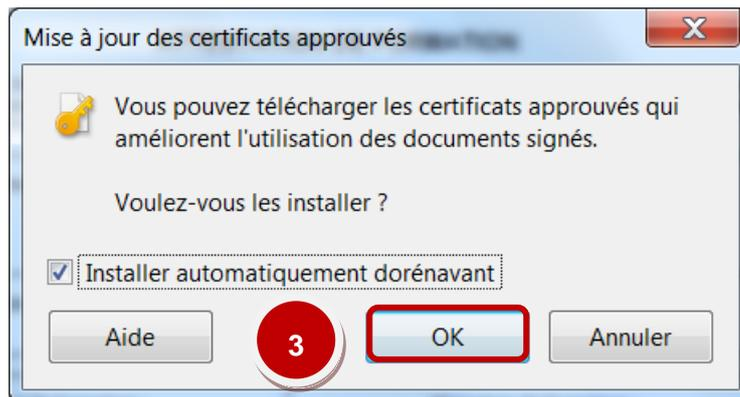 Mise à jour des certificats approuvés
Vous pouvez télécharger les certificats approuvés qui
améliorent l'utilisation des documents signés.
Voulez-vous les installer ?
Installer automatiquement dorénavant
Aide
3
OK
Annuler